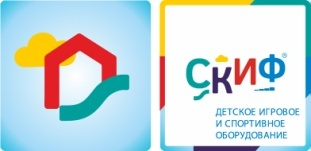 СКИФ®
ДЕТСКОЕ ИГРОВОЕ
И СПОРТИВНОЕ
ОБОРУДОВАНИЕ